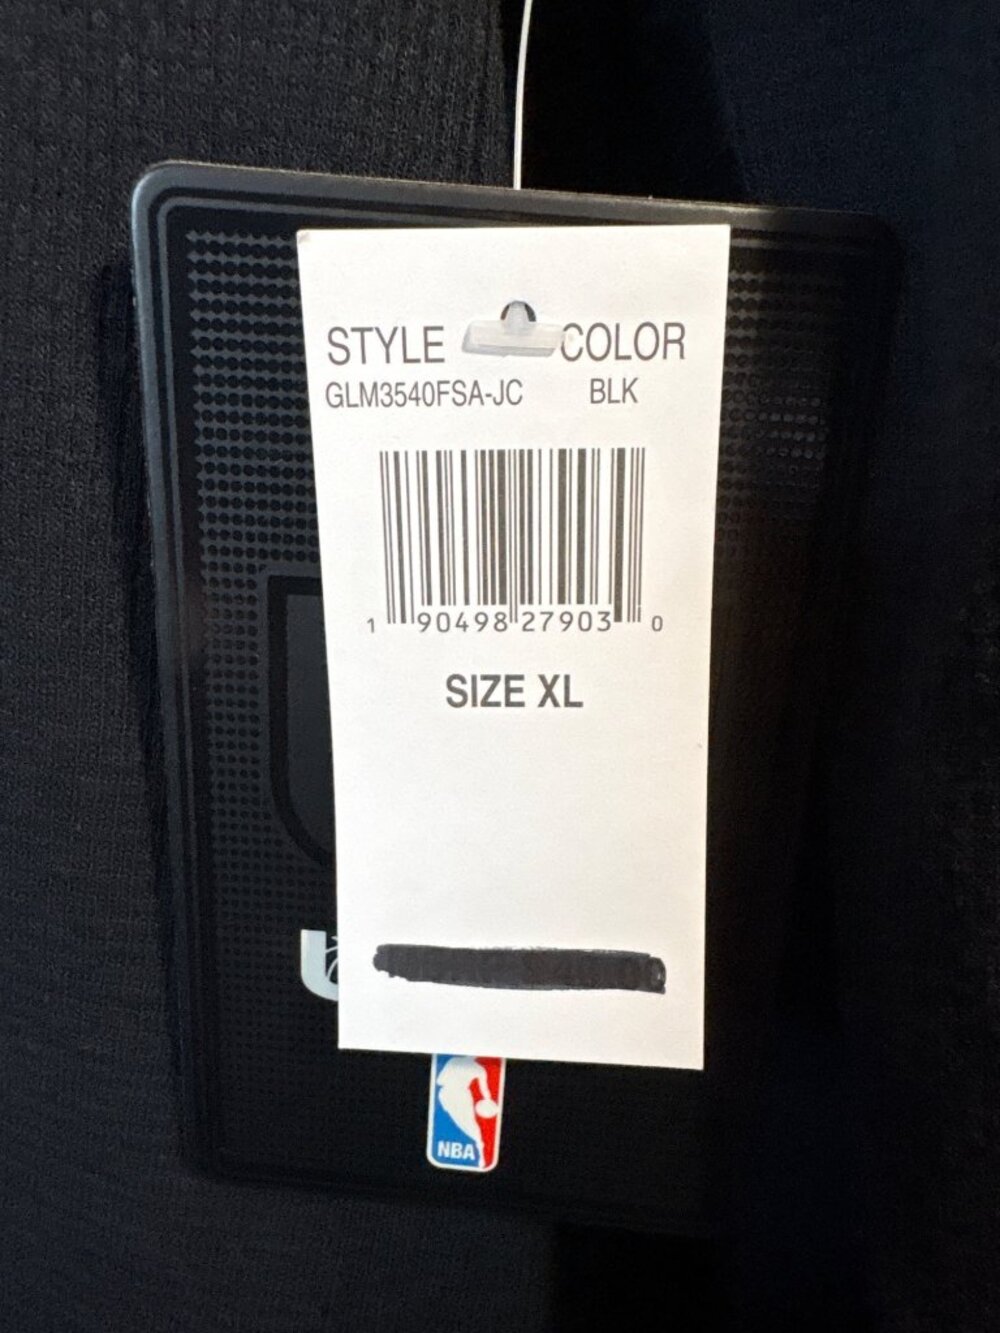 STYLE COLOR
GLM3540FSA-JC BLK
1 90498 27903 0
SIZE XL
NBA